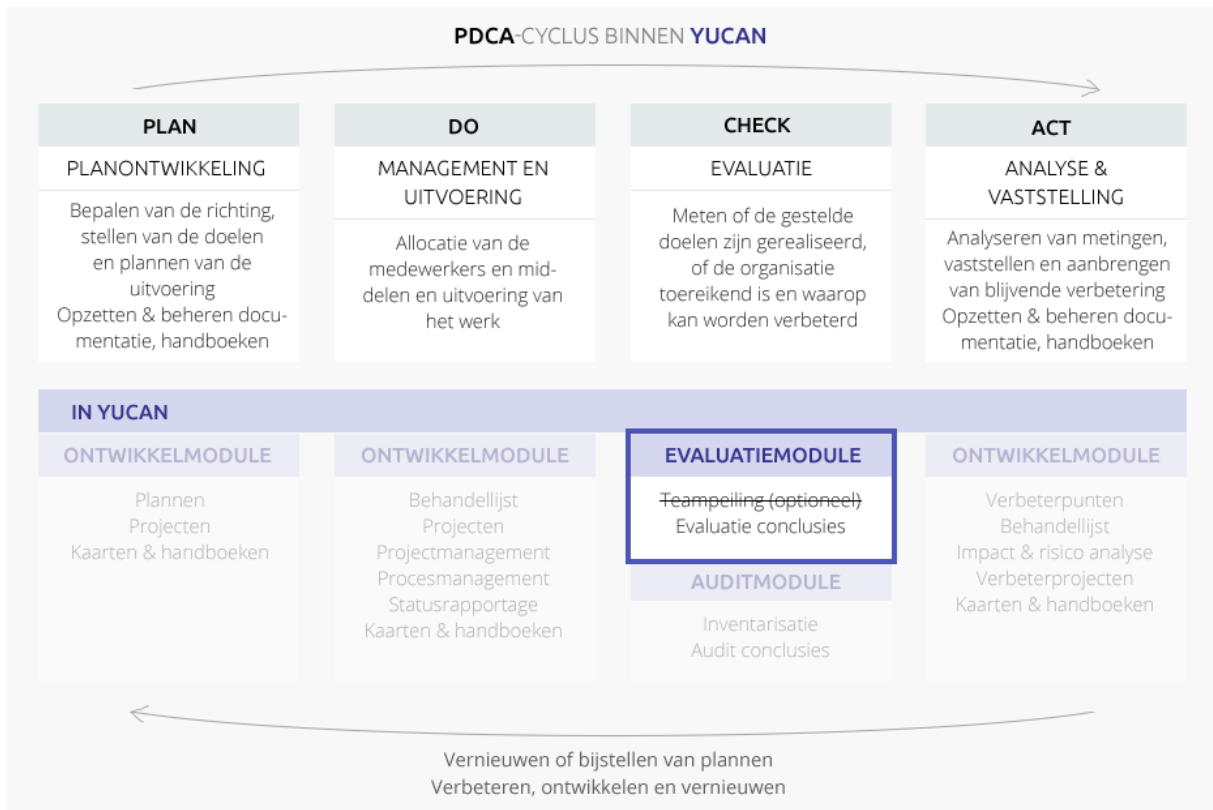 PDCA-CYCLUS BINNEN YUCAN
PLAN
PLANONTWIKKELING
Bepalen van de richting,
stellen van de doelen
en plannen van de
uitvoering
Opzetten & beheren docu-
mentatie, handboeken
DO
MANAGEMENT EN
UITVOERING
Allocatie van de
medewerkers en mid-
delen en uitvoering van
het werk
CHECK
EVALUATIE
Meten of de gestelde
doelen zijn gerealiseerd,
of de organisatie
toereikend is en waarop
kan worden verbeterd
ACT
ANALYSE &
VASTSTELLING
Analyseren van metingen,
vaststellen en aanbrengen
van blijvende verbetering
Opzetten & beheren docu-
mentatie, handboeken
IN YUCAN
ONTWIKKELMODULE
Plannen
Projecten
Kaarten & handboeken
ONTWIKKELMODULE
Behandellijst
Projecten
Projectmanagement
Procesmanagement
Statusrapportage
Kaarten & handboeken
EVALUATIEMODULE
Teampeiling (optioneel)
Evaluatie conclusies
AUDITMODULE
Inventarisatie
Audit conclusies
ONTWIKKELMODULE
Verbeterpunten
Behandellijst
Impact & risico analyse
Verbeterprojecten
Kaarten & handboeken
Vernieuwen of bijstellen van plannen
Verbeteren, ontwikkelen en vernieuwen